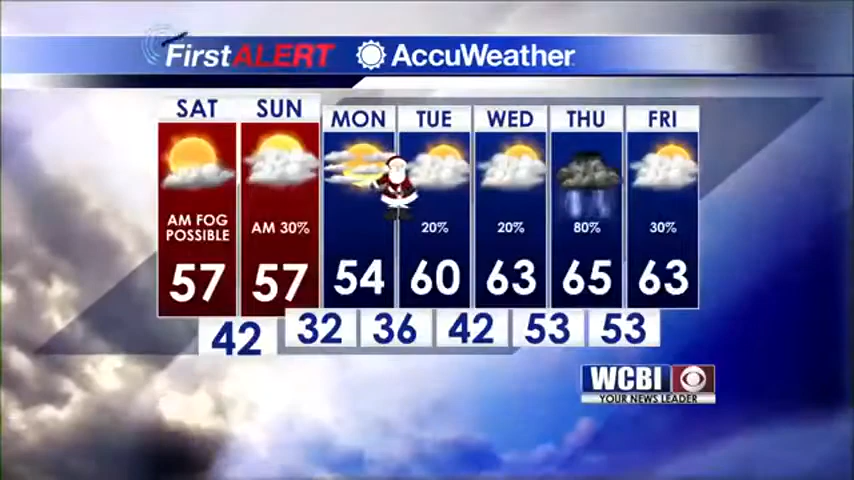 FirstALERT AccuWeather
SAT SUN MON TUE WED THU FRI
AM FOG
POSSIBLE AM 30% 20% 20% 80% 30%
57 57 54 60 63 65 63
42 32 36 42 53 53
WCBI
YOUR NEWS LEADER